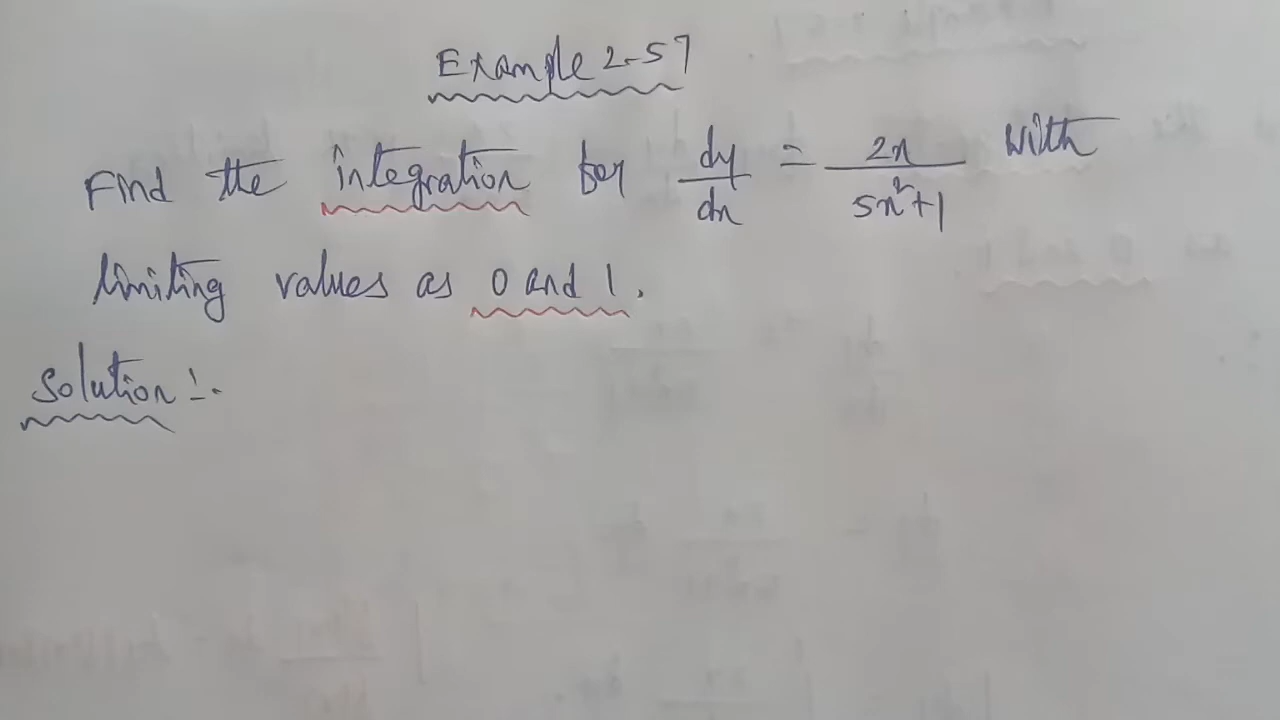 Example 2.57
Find the integration for dy/dx = 2x/5x²+1 with
limiting values as 0 and 1.
Solution:-